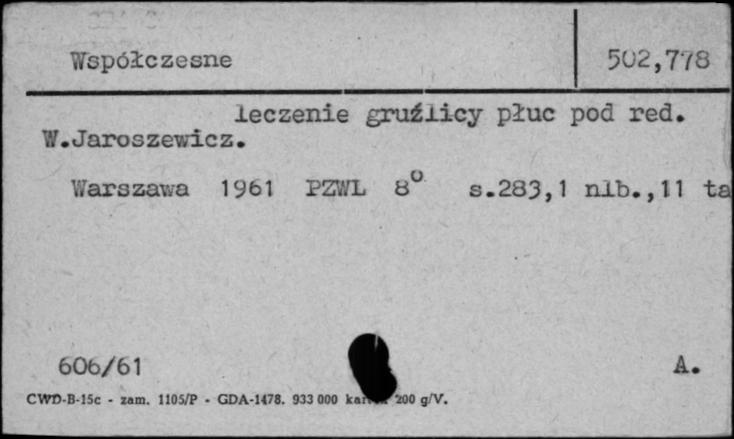 Współczesne 502,778
leczenie gruźlicy płuc pod red.
W.Jaroszewicz.
Warszawa 1961 PZWL 8° s.283,1 nlb.,11 ta
606/61 A.
CWD-B-15c - zam. 1105/P - GDA-1478. 933 000 200 g/V.